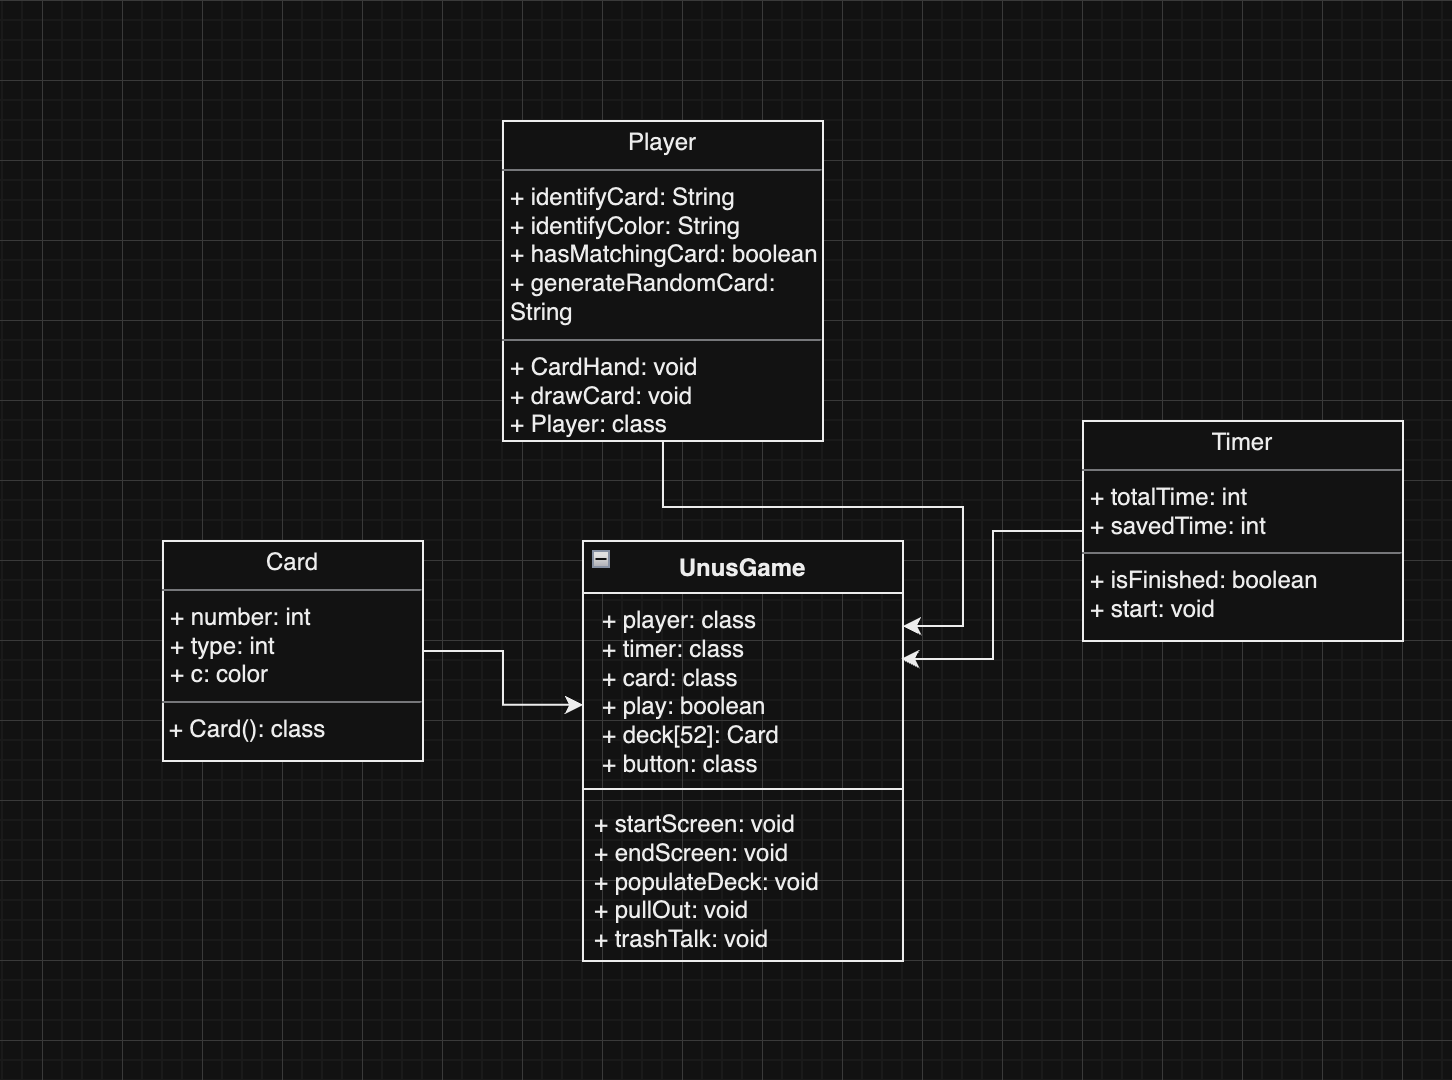 Player
+ identifyCard: String
+ identifyColor: String
+ hasMatchingCard: boolean
+ generateRandomCard:
String
+ CardHand: void
+ drawCard: void
+ Player: class
Timer
+ totalTime: int
+ savedTime: int
+ isFinished: boolean
+ start: void
Card
+ number: int
+ type: int
+ c: color
+ Card(): class
UnusGame
+ player: class
+ timer: class
+ card: class
+ play: boolean
+ deck[52]: Card
+ button: class
+ startScreen: void
+ endScreen: void
+ populateDeck: void
+ pullOut: void
+ trashTalk: void